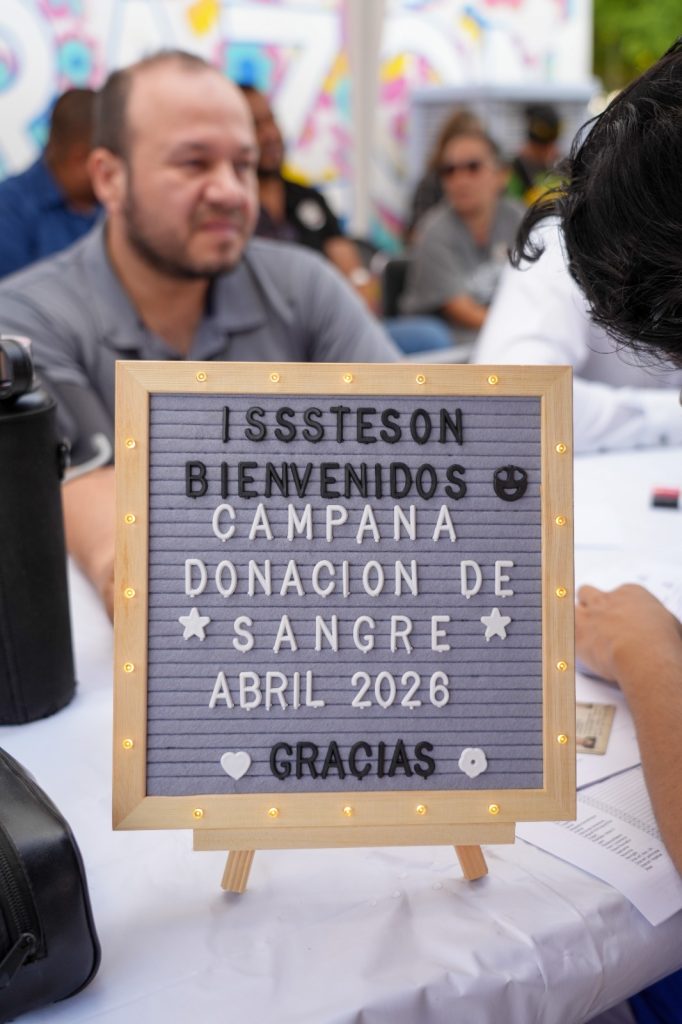 ISSSTESON
BIENVENIDOS
CAMPANA
DONACION DE
SANGRE
ABRIL 2026
GRACIAS